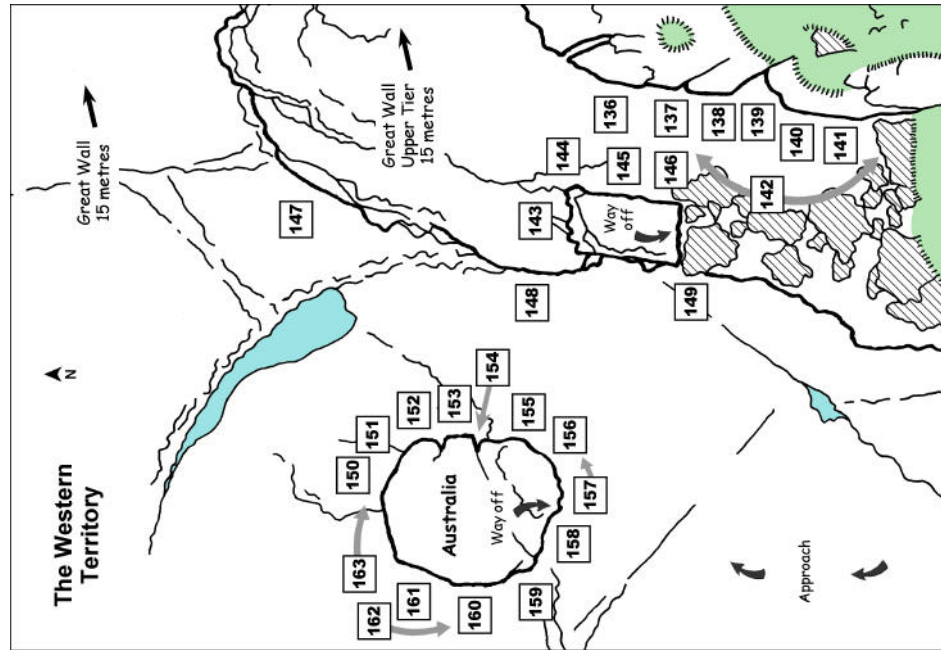 The Western
Territory
N
Great Wall
15 metres
147
150
151
152
153
154
155
156
157
158
159
160
161
162
163
Australia
Way off
Great Wall
Upper Tier
15 metres
148
143
144
145
136
Way off
146
137
149
138
139
142
140
141
Approach